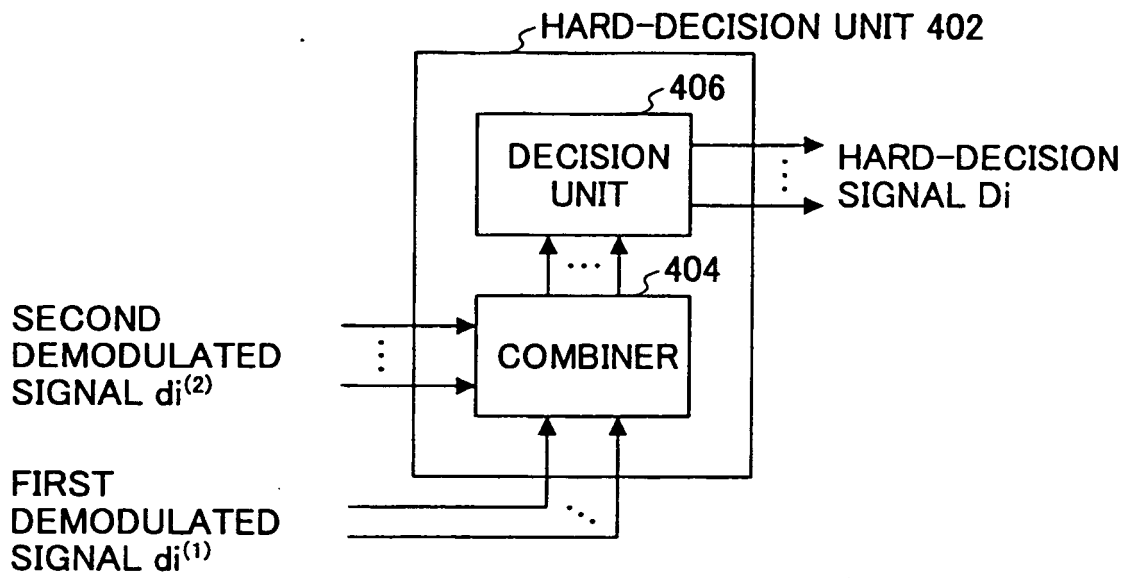 HARD-DECISION UNIT 402
406
DECISION
UNIT
HARD-DECISION
SIGNAL Di
404
SECOND
DEMODULATED
SIGNAL di(2)
COMBINER
FIRST
DEMODULATED
SIGNAL di(1)